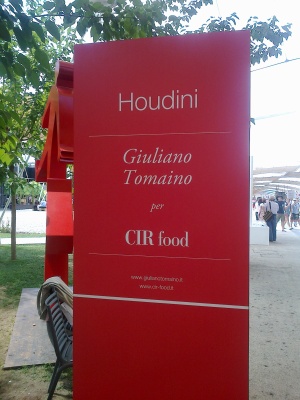 Houdini
Giuliano
Tomaino
per
CIR food
www.giulianotomaino.it
www.cir-food.it